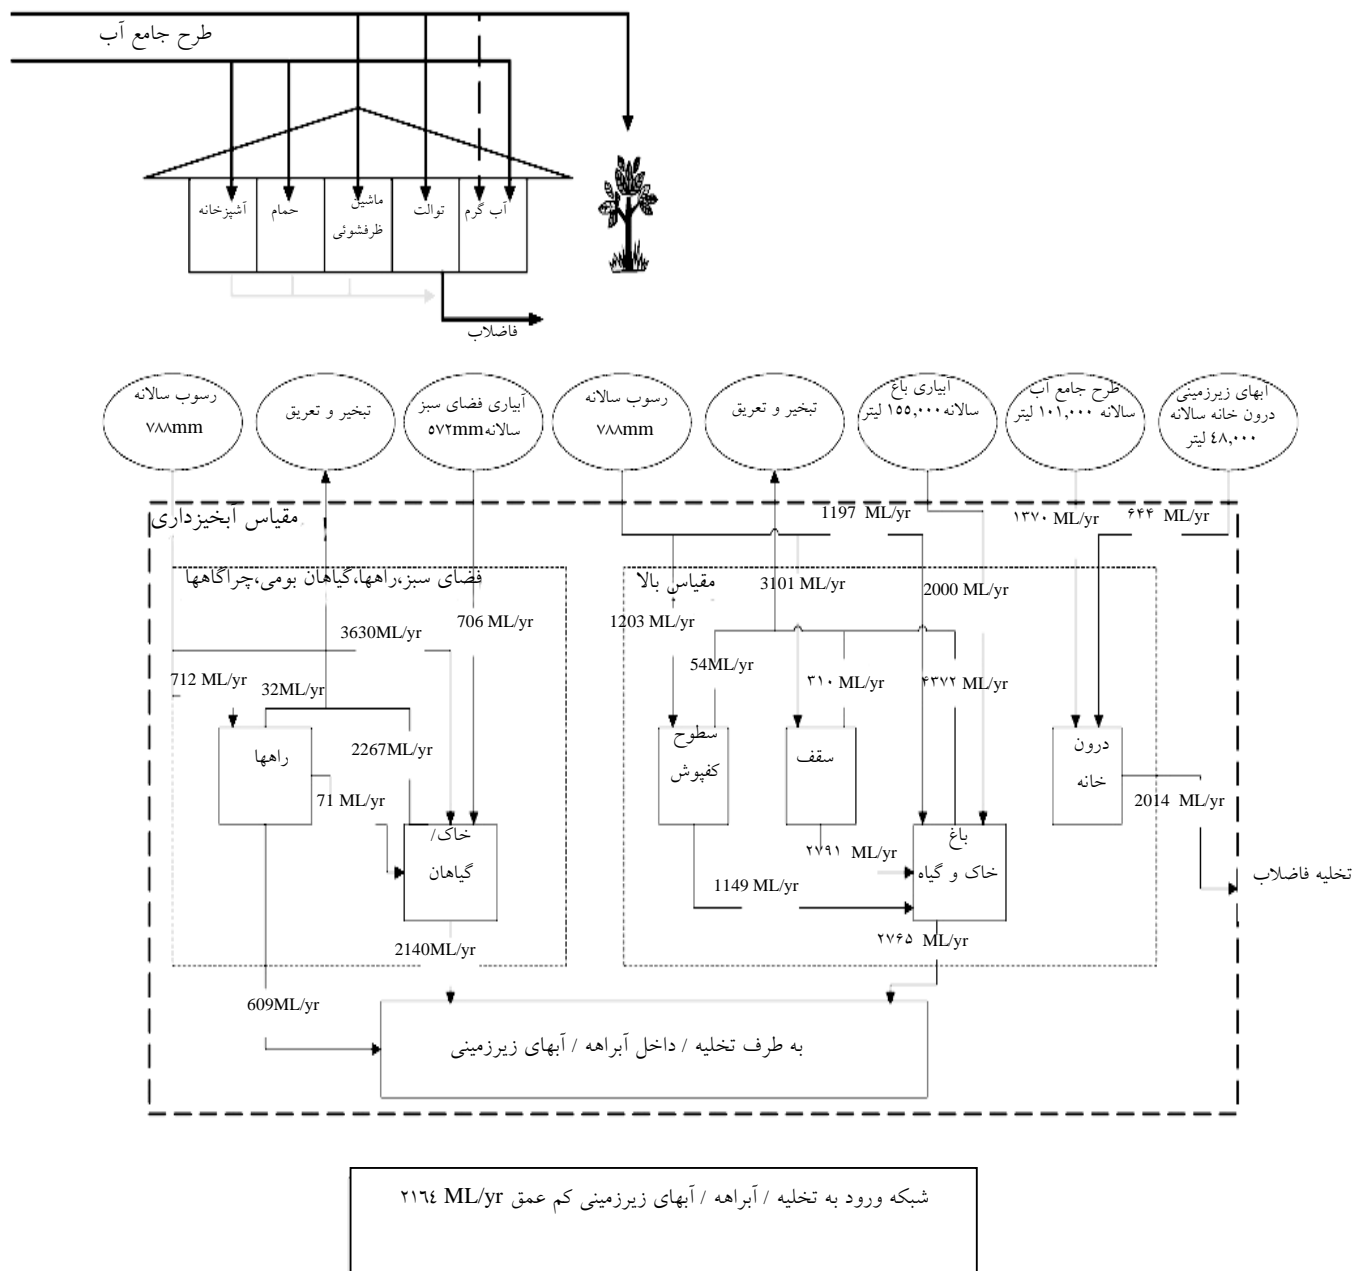 طرح جامع آب
آشپزخانه
حمام
ماشین
ظرفشوئی
توالت
آب گرم
فاضلاب
رسوب سالانه
۷۸۸mm
تبخیر و تعریق
آبیاری فضای سبز
سالانه۵۷۲mm
رسوب سالانه
۷۸۸mm
تبخیر و تعریق
ابیاری باغ
سالانه۱۵۵,۰۰۰ لیتر
طرح جامع آب
سالانه ۱۰۱,۰۰۰ لیتر
ابهای زیرزمینی
درون خانه سالانه
٤۸,۰۰۰ لیتر
مقیاس آبخیزداری
1197 ML/yr
۱۳۷۰ ML/yr
۶۴۴ ML/yr
فضای سبز،راهها،گیاهان بومی،چراگاهها
مقیاس بالا
3101 ML/yr
2000 ML/yr
706 ML/yr
1203 ML/yr
3630ML/yr
712 ML/yr
32ML/yr
54ML/yr
۳۱۰ ML/yr
۴۳۷۲ ML/yr
راهها
2267ML/yr
سطوح
کفپوش
سقف
درون
خانه
71 ML/yr
2014 ML/yr
خاک/
گیاهان
باغ
خاک و گیاه
۲۷۹۱ ML/yr
1149 ML/yr
تخلیه فاضلاب
2140ML/yr
۲۷۶۵ ML/yr
609ML/yr
به طرف تخلیه / داخل آبراهه / آبهای زیرزمینی
شبکه ورود به تخلیه / آبراهه / آبهای زیرزمینی کم عمق ۲۱٦٤ ML/yr